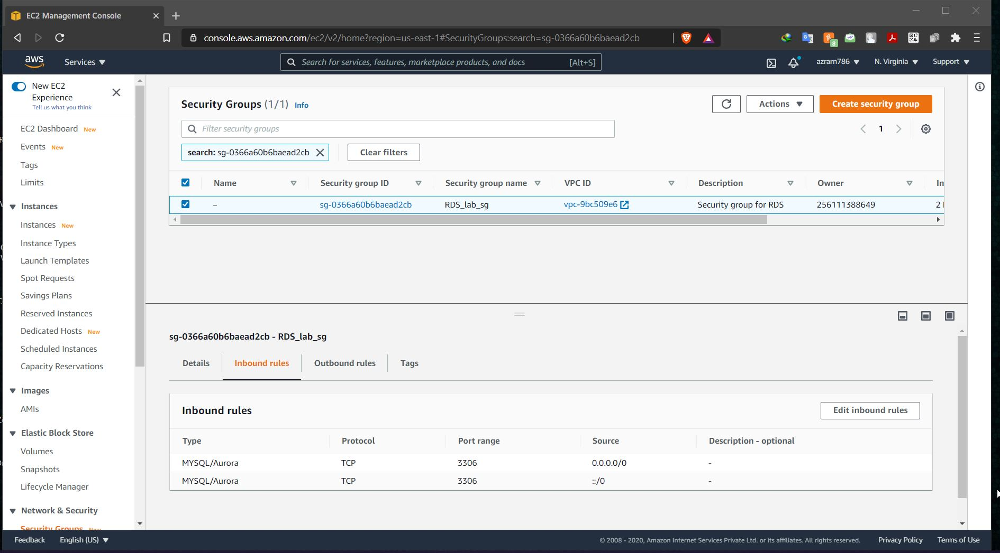 EC2 Management Console
console.aws.amazon.com/ec2/v2/home?region=us-east-1#SecurityGroups:search=sg-0366a60b6baead2cb
8
aws
Services
Search for services, features, marketplace products, and docs [Alt+S]
azrarn786
N. Virginia
Support
New EC2
Experience
Tell us what you think
EC2 Dashboard New
Events New
Tags
Limits
Instances
Instances New
Instance Types
Launch Templates
Spot Requests
Savings Plans
Reserved Instances
Dedicated Hosts New
Scheduled Instances
Capacity Reservations
Images
AMIs
Elastic Block Store
Volumes
Snapshots
Lifecycle Manager
Network & Security
Security Groups New
Security Groups (1/1) Info
Actions
Create security group
Filter security groups
1
search: sg-0366a60b6baead2cb
Clear filters
Name Security group ID Security group name VPC ID Description Owner In
– sg-0366a60b6baead2cb RDS_lab_sg vpc-9bc509e6 Security group for RDS 256111388649 2
sg-0366a60b6baead2cb - RDS_lab_sg
Details Inbound rules Outbound rules Tags
Inbound rules
Edit inbound rules
Type Protocol Port range Source Description - optional
MYSQL/Aurora TCP 3306 0.0.0.0/0 -
MYSQL/Aurora TCP 3306 ::/0 -
Feedback English (US)
© 2008 - 2020, Amazon Internet Services Private Ltd. or its affiliates. All rights reserved. Privacy Policy Terms of Use